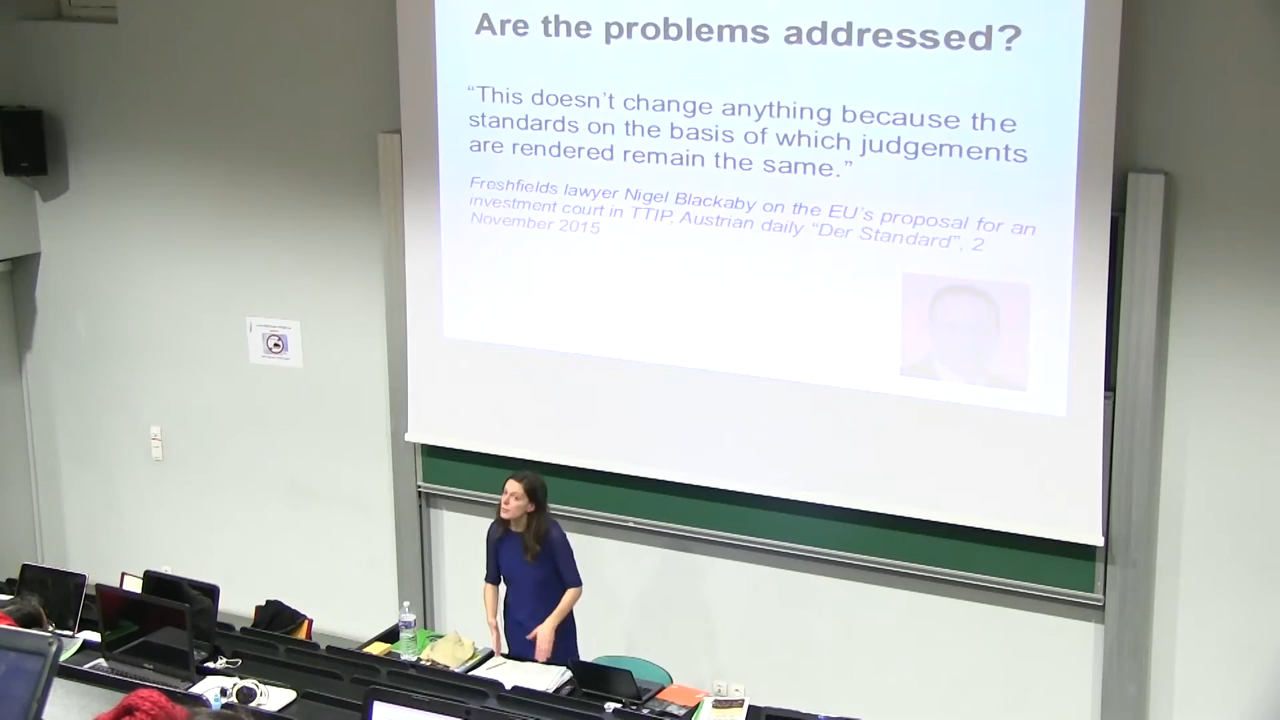 Are the problems addressed?
“This doesn’t change anything because the
standards on the basis of which judgements
are rendered remain the same.”
Freshfields lawyer Nigel Blackaby on the EU’s proposal for an
investment court in TTIP, Austrian daily “Der Standard”, 2
November 2015